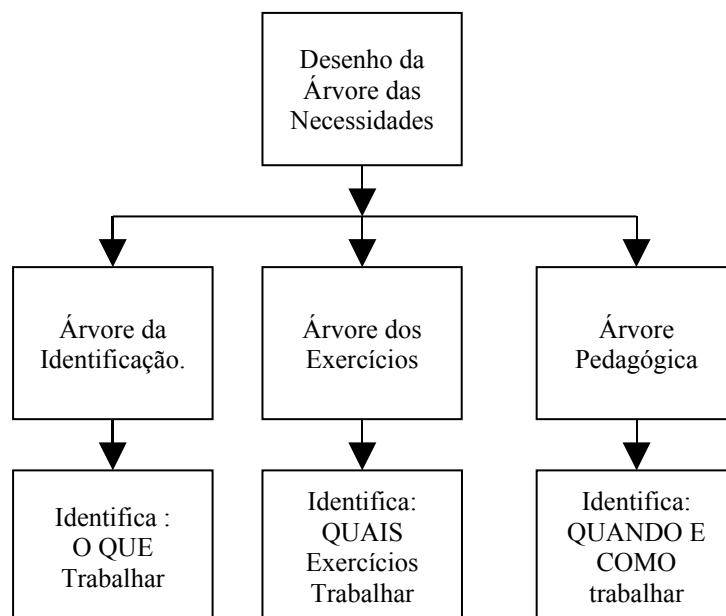 Desenho da
Árvore das
Necessidades
Árvore da
Identificação.
Árvore dos
Exercícios
Árvore
Pedagógica
Identifica :
O QUE
Trabalhar
Identifica:
QUAIS
Exercícios
Trabalhar
Identifica:
QUANDO E
COMO
trabalhar